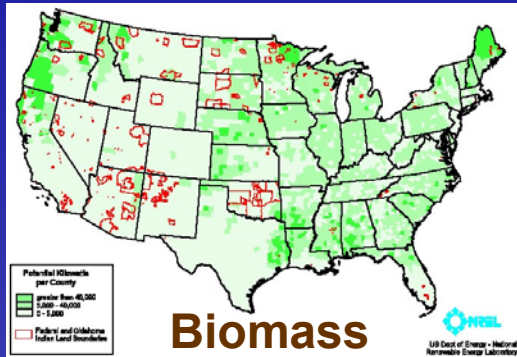 Potential Kilowatts
per County
greater than 40,000
5,000 - 40,000
0 - 5,000
Federal and Oklahoma
Indian Land Boundaries
Biomass
NREL
US Dept of Energy - National
Renewable Energy Laboratory